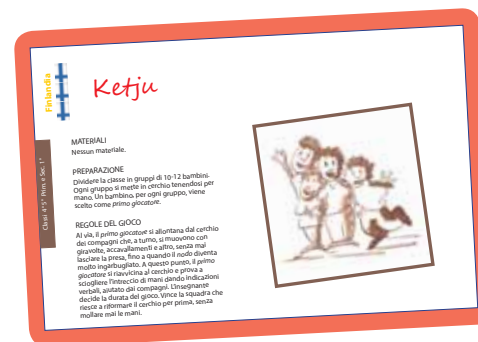 Finlandia
Ketju
Classi 4°5° Prim. e Sec. 1°
MATERIALI
Nessun materiale.
PREPARAZIONE
Dividere la classe in gruppi di 10-12 bambini.
Ogni gruppo si mette in cerchio tenendosi per
mano. Un bambino, per ogni gruppo, viene
scelto come primo giocatore.
REGOLE DEL GIOCO
Al via, il primo giocatore si allontana dal cerchio
dei compagni che, a turno, si muovono con
giravolte, accavallamenti e altro, senza mai
lasciare la presa, fino a quando il nodo diventa
molto ingarbugliato. A questo punto, il primo
giocatore si riavvicina al cerchio e prova a
sciogliere l'intreccio di mani dando indicazioni
verbali, aiutato dai compagni. L'insegnante
decide la durata del gioco. Vince la squadra che
riesce a riformare il cerchio per prima, senza
mollare mai le mani.